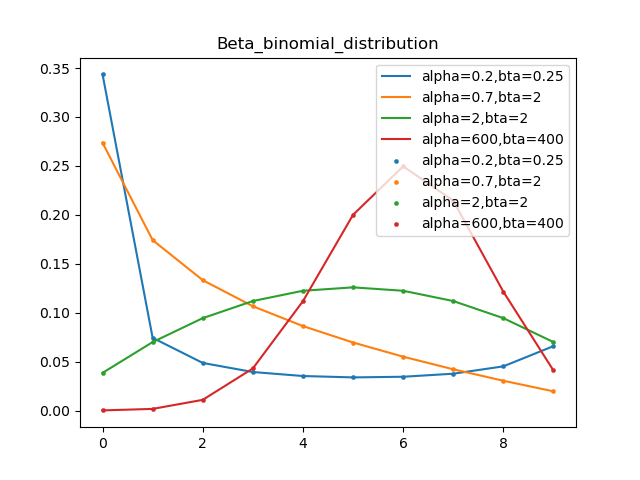 Beta_binomial_distribution
0.35
0.30
0.25
0.20
0.15
0.10
0.05
0.00
0 2 4 6 8
alpha=0.2,bta=0.25
alpha=0.7,bta=2
alpha=2,bta=2
alpha=600,bta=400
alpha=0.2,bta=0.25
alpha=0.7,bta=2
alpha=2,bta=2
alpha=600,bta=400